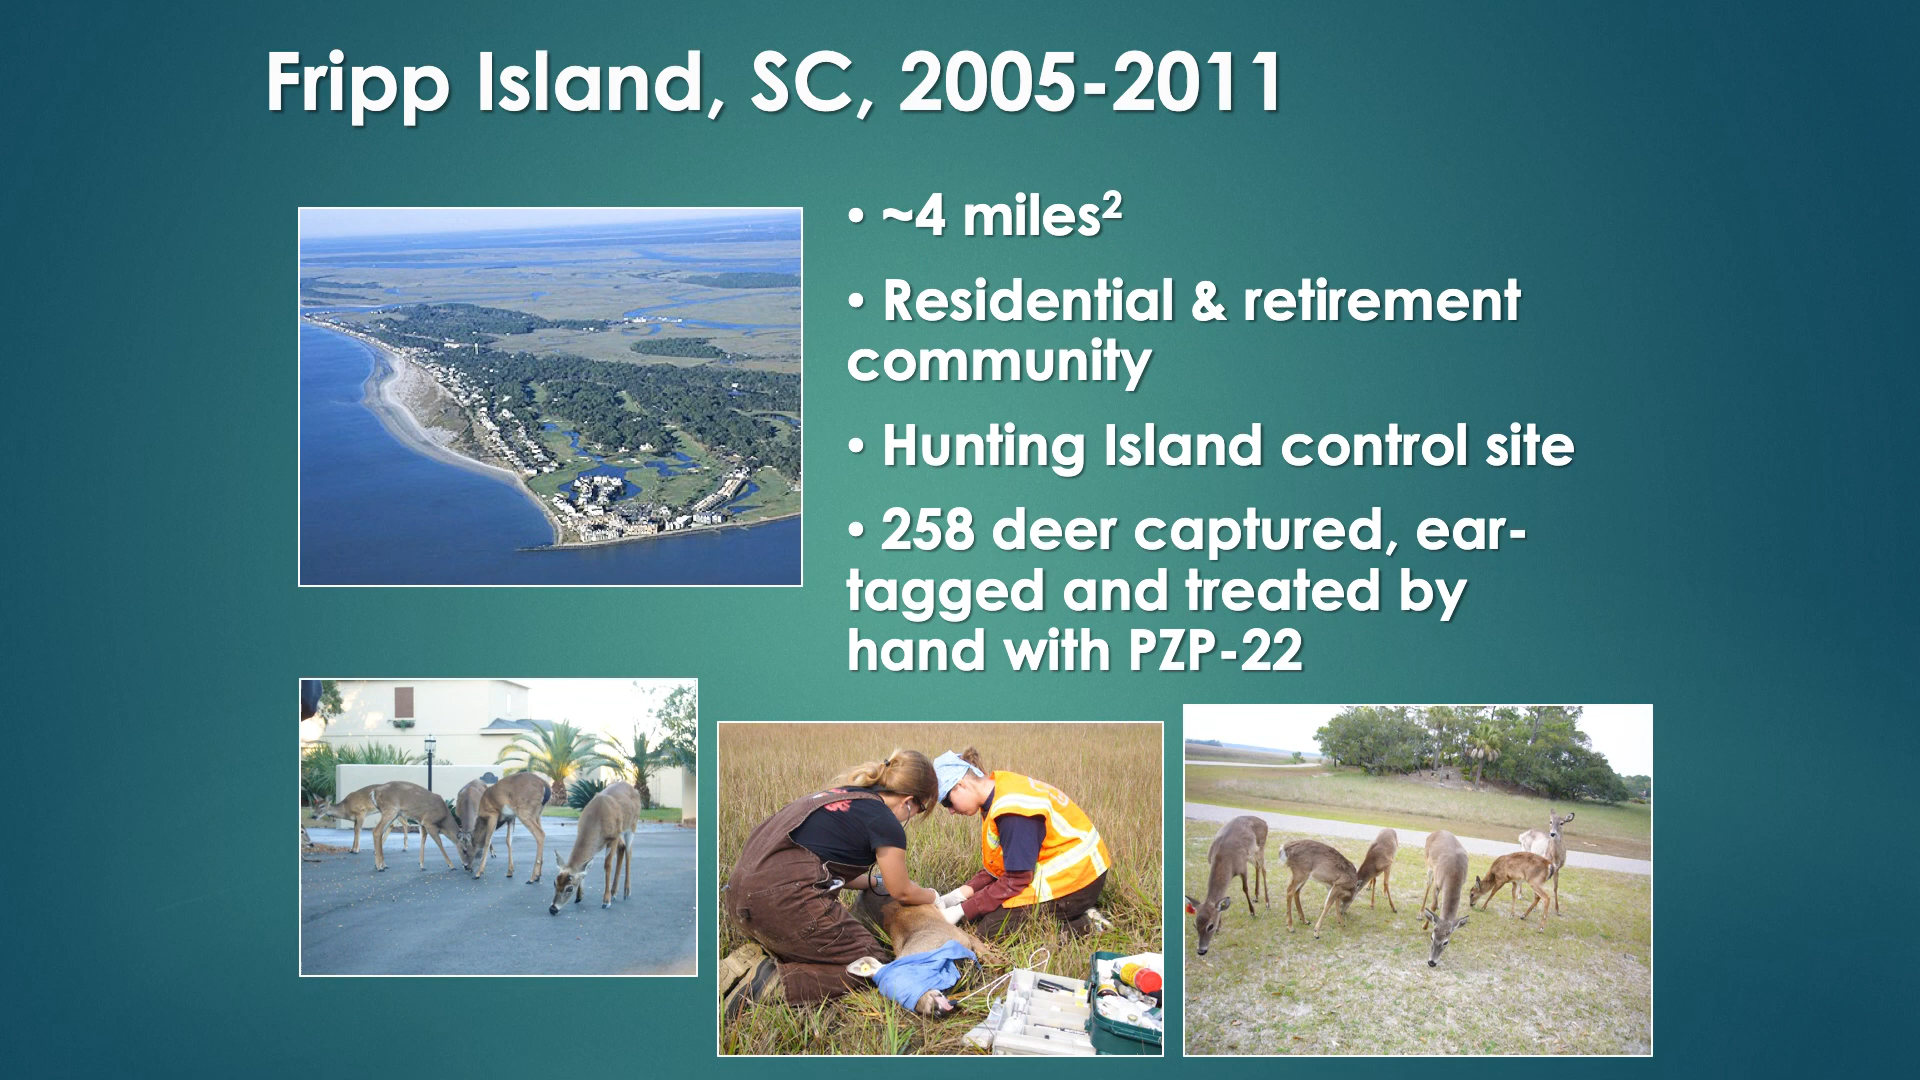 Fripp Island, SC, 2005-2011
• ~4 miles²
• Residential & retirement
community
• Hunting Island control site
• 258 deer captured, ear-
tagged and treated by
hand with PZP-22